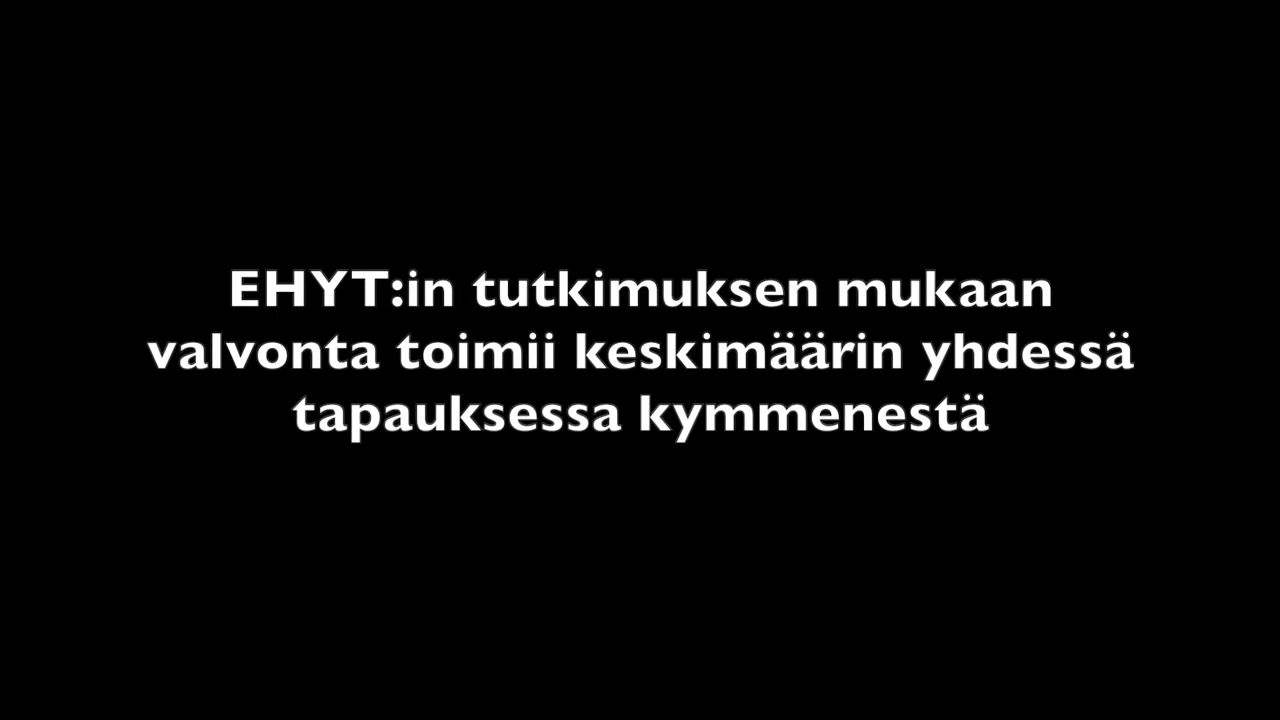 EHYT:in tutkimuksen mukaan
valvonta toimii keskimäärin yhdessä
tapauksessa kymmenestä